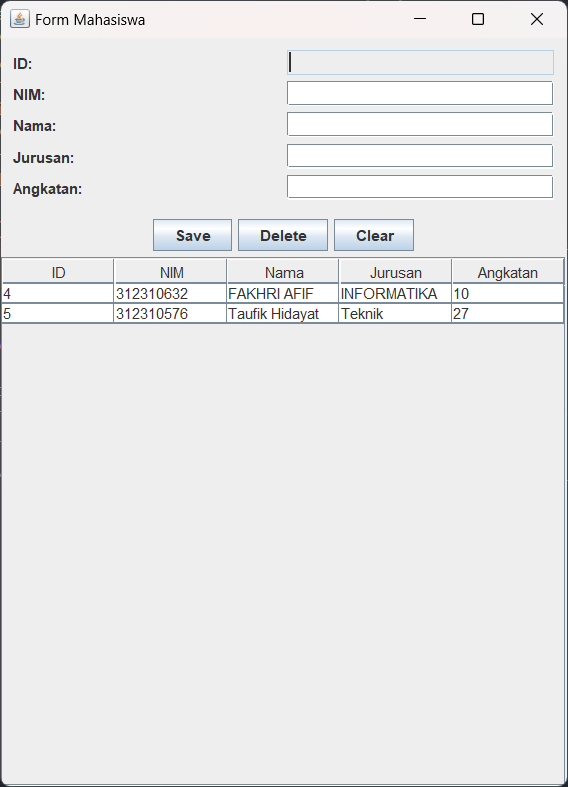 Form Mahasiswa
ID:
NIM:
Nama:
Jurusan:
Angkatan:
Save Delete Clear
ID NIM Nama Jurusan Angkatan
4 312310632 FAKHRI AFIF INFORMATIKA 10
5 312310576 Taufik Hidayat Teknik 27